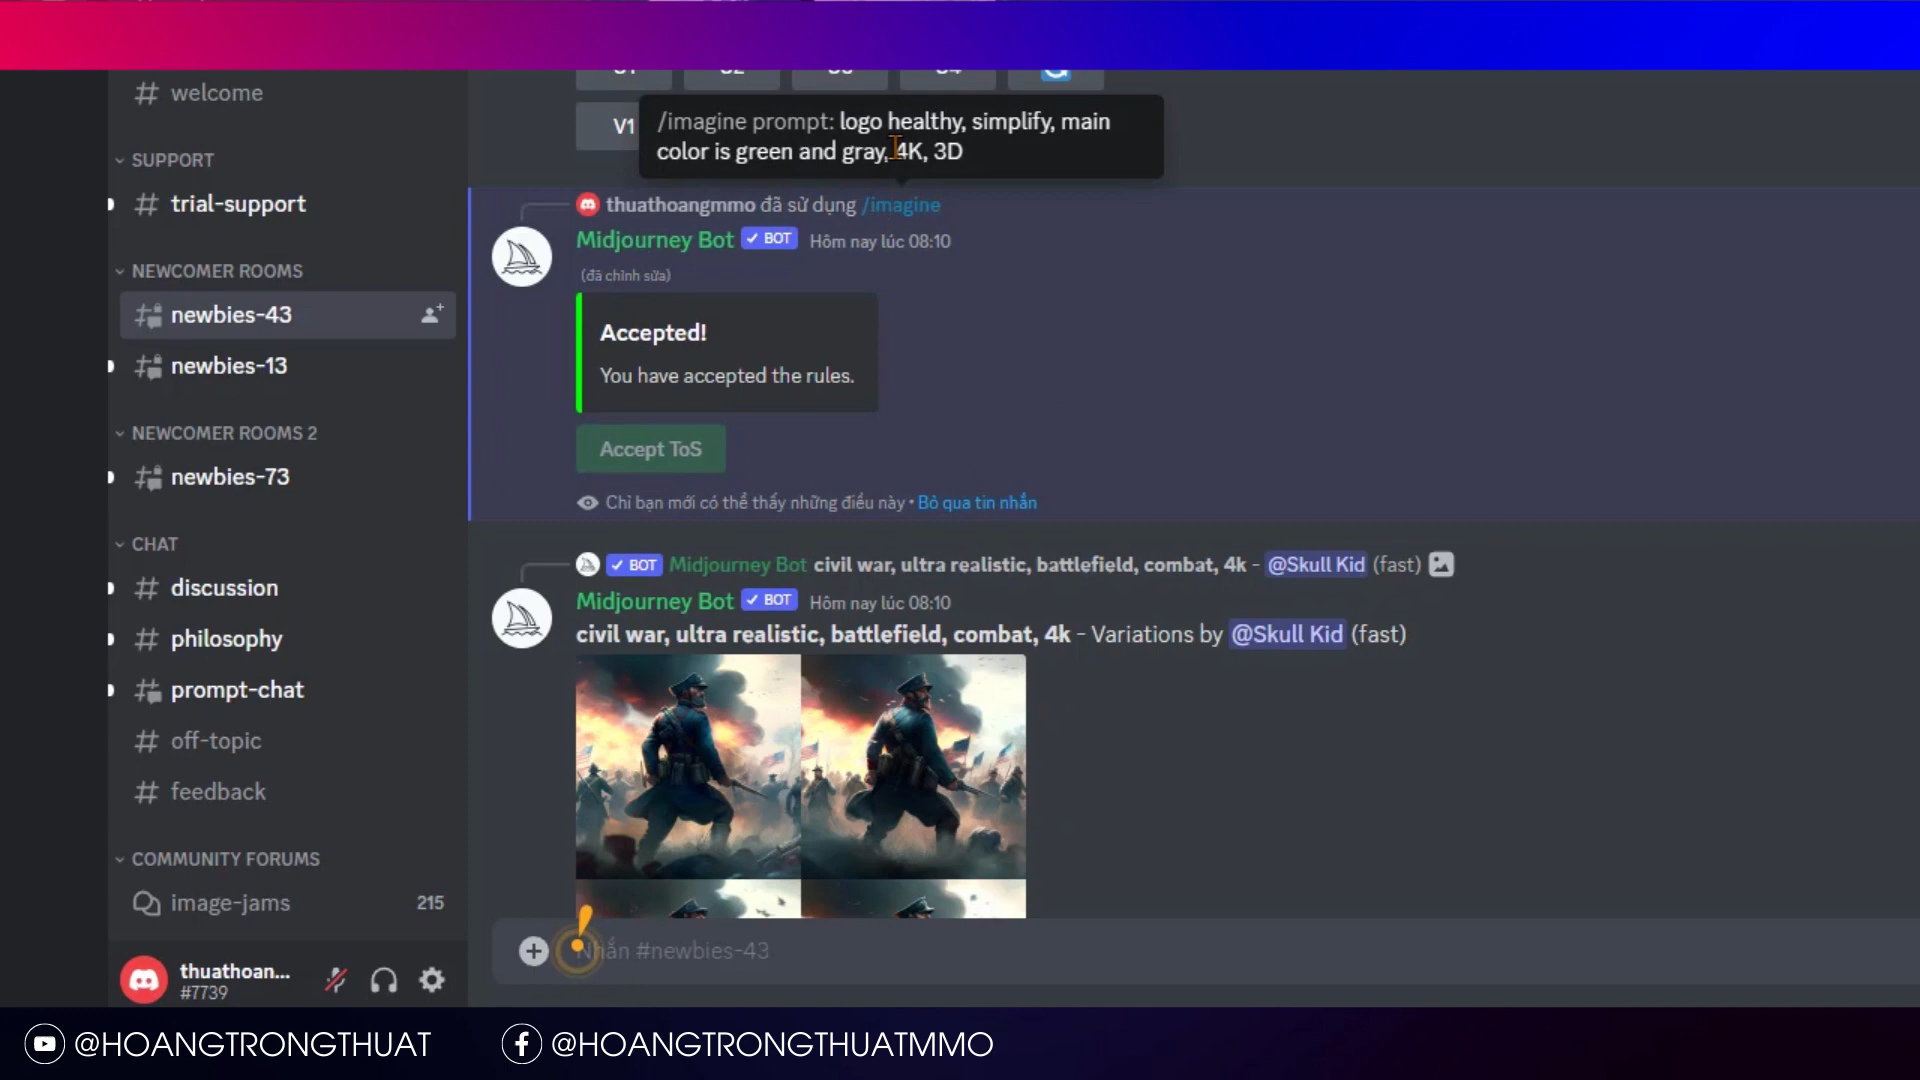 welcome
SUPPORT
trial-support
NEWCOMER ROOMS
newbies-43
newbies-13
NEWCOMER ROOMS 2
newbies-73
CHAT
discussion
philosophy
prompt-chat
off-topic
feedback
COMMUNITY FORUMS
image-jams 215
thuathoan...
#7739
V1
/imagine prompt: logo healthy, simplify, main
color is green and gray, 4K, 3D
thuathoangmmo đã sử dụng /imagine
Midjourney Bot BOT Hôm nay lúc 08:10
(đã chỉnh sửa)
Accepted!
You have accepted the rules.
Accept ToS
Chỉ bạn mới có thể thấy những điều này • Bỏ qua tin nhắn
BOT Midjourney Bot civil war, ultra realistic, battlefield, combat, 4k - @Skull Kid (fast)
Midjourney Bot BOT Hôm nay lúc 08:10
civil war, ultra realistic, battlefield, combat, 4k - Variations by @Skull Kid (fast)
Nhắn #newbies-43
@HOANGTRONGTHUAT
@HOANGTRONGTHUATMMO